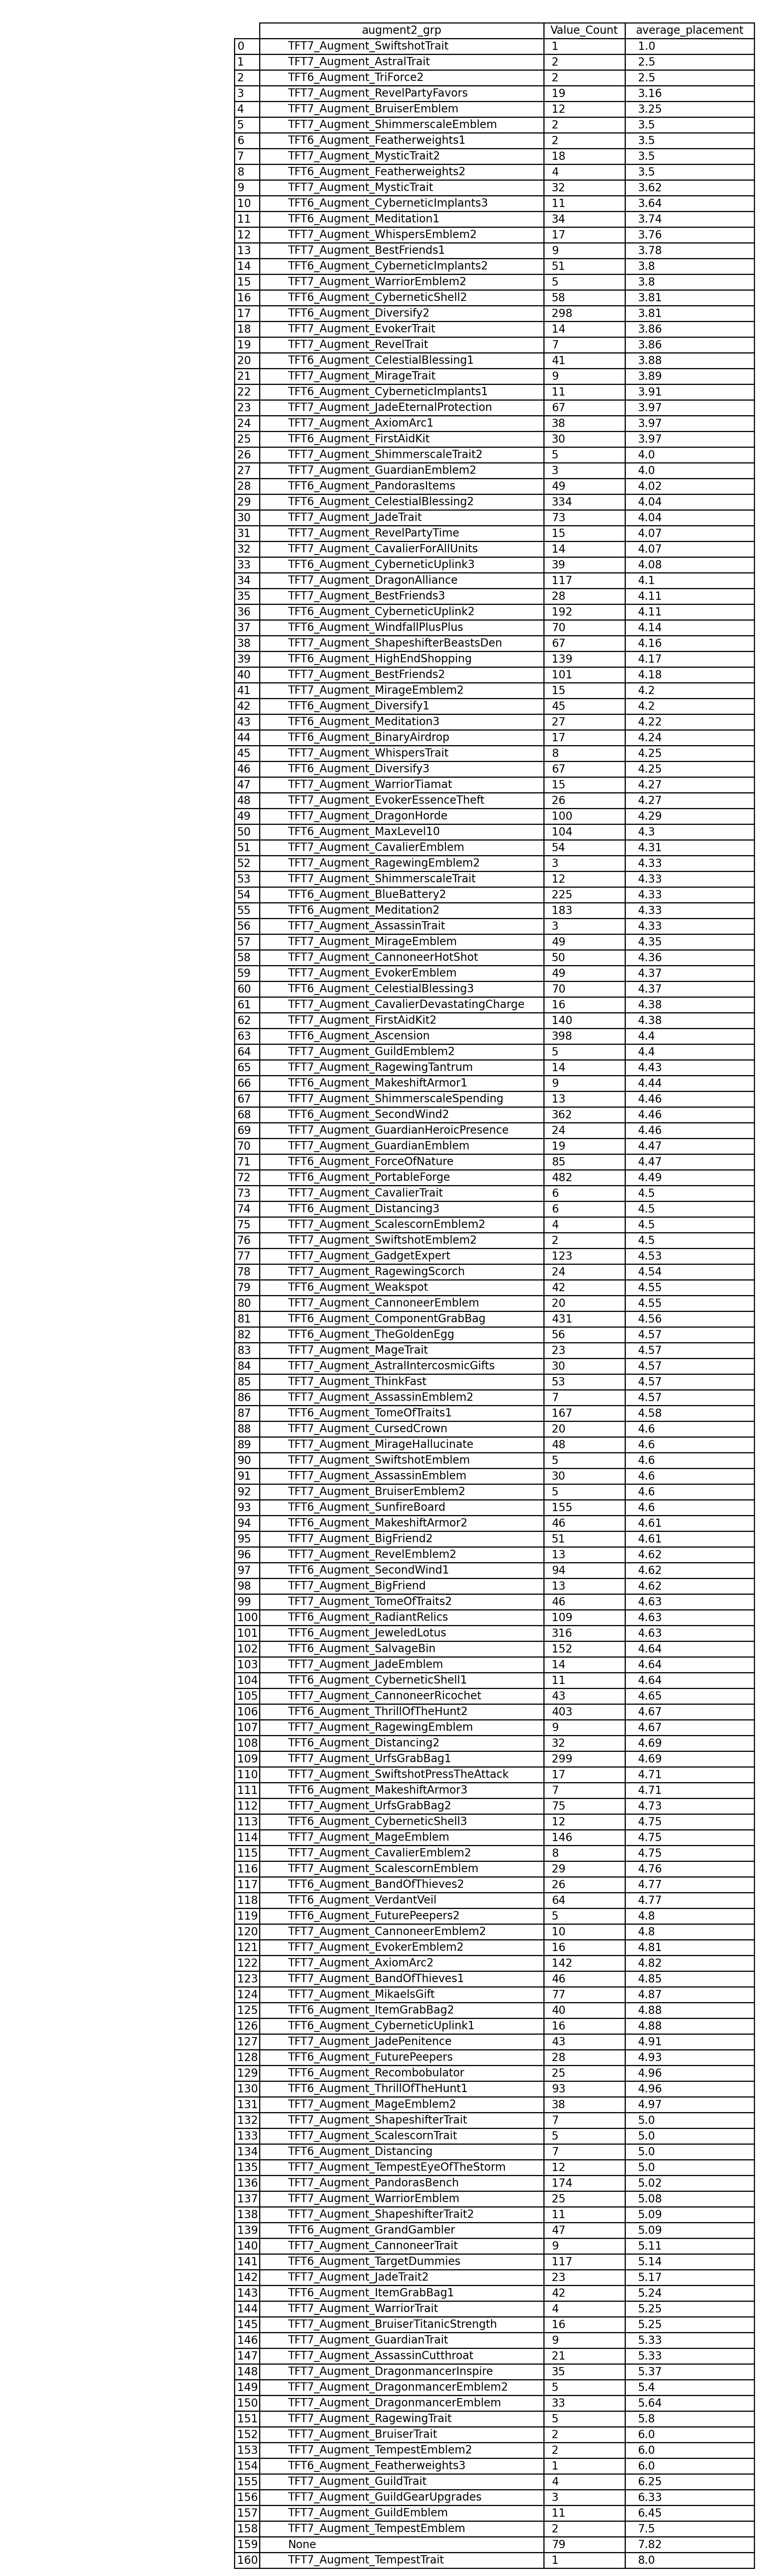 augment2_grp Value_Count average_placement
0 TFT7_Augment_SwiftshotTrait 1 1.0
1 TFT7_Augment_AstralTrait 2 2.5
2 TFT6_Augment_TriForce2 2 2.5
3 TFT7_Augment_RevelPartyFavors 19 3.16
4 TFT7_Augment_BruiserEmblem 12 3.25
5 TFT7_Augment_ShimmerscaleEmblem 2 3.5
6 TFT6_Augment_Featherweights1 2 3.5
7 TFT7_Augment_MysticTrait2 18 3.5
8 TFT6_Augment_Featherweights2 4 3.5
9 TFT7_Augment_MysticTrait 32 3.62
10 TFT6_Augment_CyberneticImplants3 11 3.64
11 TFT6_Augment_Meditation1 34 3.74
12 TFT7_Augment_WhispersEmblem2 17 3.76
13 TFT7_Augment_BestFriends1 9 3.78
14 TFT6_Augment_CyberneticImplants2 51 3.8
15 TFT7_Augment_WarriorEmblem2 5 3.8
16 TFT6_Augment_CyberneticShell2 58 3.81
17 TFT6_Augment_Diversify2 298 3.81
18 TFT7_Augment_EvokerTrait 14 3.86
19 TFT7_Augment_RevelTrait 7 3.86
20 TFT6_Augment_CelestialBlessing1 41 3.88
21 TFT7_Augment_MirageTrait 9 3.89
22 TFT6_Augment_CyberneticImplants1 11 3.91
23 TFT7_Augment_JadeEternalProtection 67 3.97
24 TFT7_Augment_AxiomArc1 38 3.97
25 TFT6_Augment_FirstAidKit 30 3.97
26 TFT7_Augment_ShimmerscaleTrait2 5 4.0
27 TFT7_Augment_GuardianEmblem2 3 4.0
28 TFT6_Augment_PandorasItems 49 4.02
29 TFT6_Augment_CelestialBlessing2 334 4.04
30 TFT7_Augment_JadeTrait 73 4.04
31 TFT7_Augment_RevelPartyTime 15 4.07
32 TFT7_Augment_CavalierForAllUnits 14 4.07
33 TFT6_Augment_CyberneticUplink3 39 4.08
34 TFT7_Augment_DragonAlliance 117 4.1
35 TFT7_Augment_BestFriends3 28 4.11
36 TFT6_Augment_CyberneticUplink2 192 4.11
37 TFT6_Augment_WindfallPlusPlus 70 4.14
38 TFT7_Augment_ShapeshifterBeastsDen 67 4.16
39 TFT6_Augment_HighEndShopping 139 4.17
40 TFT7_Augment_BestFriends2 101 4.18
41 TFT7_Augment_MirageEmblem2 15 4.2
42 TFT6_Augment_Diversify1 45 4.2
43 TFT6_Augment_Meditation3 27 4.22
44 TFT6_Augment_BinaryAirdrop 17 4.24
45 TFT7_Augment_WhispersTrait 8 4.25
46 TFT6_Augment_Diversify3 67 4.25
47 TFT7_Augment_WarriorTiamat 15 4.27
48 TFT7_Augment_EvokerEssenceTheft 26 4.27
49 TFT7_Augment_DragonHorde 100 4.29
50 TFT6_Augment_MaxLevel10 104 4.3
51 TFT7_Augment_CavalierEmblem 54 4.31
52 TFT7_Augment_RagewingEmblem2 3 4.33
53 TFT7_Augment_ShimmerscaleTrait 12 4.33
54 TFT6_Augment_BlueBattery2 225 4.33
55 TFT6_Augment_Meditation2 183 4.33
56 TFT7_Augment_AssassinTrait 3 4.33
57 TFT7_Augment_MirageEmblem 49 4.35
58 TFT7_Augment_CannoneerHotShot 50 4.36
59 TFT7_Augment_EvokerEmblem 49 4.37
60 TFT6_Augment_CelestialBlessing3 70 4.37
61 TFT7_Augment_CavalierDevastatingCharge 16 4.38
62 TFT7_Augment_FirstAidKit2 140 4.38
63 TFT6_Augment_Ascension 398 4.4
64 TFT7_Augment_GuildEmblem2 5 4.4
65 TFT7_Augment_RagewingTantrum 14 4.43
66 TFT6_Augment_MakeshiftArmor1 9 4.44
67 TFT7_Augment_ShimmerscaleSpending 13 4.46
68 TFT6_Augment_SecondWind2 362 4.46
69 TFT7_Augment_GuardianHeroicPresence 24 4.46
70 TFT7_Augment_GuardianEmblem 19 4.47
71 TFT6_Augment_ForceOfNature 85 4.47
72 TFT6_Augment_PortableForge 482 4.49
73 TFT7_Augment_CavalierTrait 6 4.5
74 TFT6_Augment_Distancing3 6 4.5
75 TFT7_Augment_ScalescornEmblem2 4 4.5
76 TFT7_Augment_SwiftshotEmblem2 2 4.5
77 TFT7_Augment_GadgetExpert 123 4.53
78 TFT7_Augment_RagewingScorch 24 4.54
79 TFT6_Augment_Weakspot 42 4.55
80 TFT7_Augment_CannoneerEmblem 20 4.55
81 TFT6_Augment_ComponentGrabBag 431 4.56
82 TFT6_Augment_TheGoldenEgg 56 4.57
83 TFT7_Augment_MageTrait 23 4.57
84 TFT7_Augment_AstralIntercosmicGifts 30 4.57
85 TFT7_Augment_ThinkFast 53 4.57
86 TFT7_Augment_AssassinEmblem2 7 4.57
87 TFT6_Augment_TomeOfTraits1 167 4.58
88 TFT7_Augment_CursedCrown 20 4.6
89 TFT7_Augment_MirageHallucinate 48 4.6
90 TFT7_Augment_SwiftshotEmblem 5 4.6
91 TFT7_Augment_AssassinEmblem 30 4.6
92 TFT7_Augment_BruiserEmblem2 5 4.6
93 TFT6_Augment_SunfireBoard 155 4.6
94 TFT6_Augment_MakeshiftArmor2 46 4.61
95 TFT7_Augment_BigFriend2 51 4.61
96 TFT7_Augment_RevelEmblem2 13 4.62
97 TFT6_Augment_SecondWind1 94 4.62
98 TFT7_Augment_BigFriend 13 4.62
99 TFT7_Augment_TomeOfTraits2 46 4.63
100 TFT6_Augment_RadiantRelics 109 4.63
101 TFT6_Augment_JeweledLotus 316 4.63
102 TFT6_Augment_SalvageBin 152 4.64
103 TFT7_Augment_JadeEmblem 14 4.64
104 TFT6_Augment_CyberneticShell1 11 4.64
105 TFT7_Augment_CannoneerRicochet 43 4.65
106 TFT6_Augment_ThrillOfTheHunt2 403 4.67
107 TFT7_Augment_RagewingEmblem 9 4.67
108 TFT6_Augment_Distancing2 32 4.69
109 TFT7_Augment_UrfsGrabBag1 299 4.69
110 TFT7_Augment_SwiftshotPressTheAttack 17 4.71
111 TFT6_Augment_MakeshiftArmor3 7 4.71
112 TFT7_Augment_UrfsGrabBag2 75 4.73
113 TFT6_Augment_CyberneticShell3 12 4.75
114 TFT7_Augment_MageEmblem 146 4.75
115 TFT7_Augment_CavalierEmblem2 8 4.75
116 TFT7_Augment_ScalescornEmblem 29 4.76
117 TFT6_Augment_BandOfThieves2 26 4.77
118 TFT6_Augment_VerdantVeil 64 4.77
119 TFT6_Augment_FuturePeepers2 5 4.8
120 TFT7_Augment_CannoneerEmblem2 10 4.8
121 TFT7_Augment_EvokerEmblem2 16 4.81
122 TFT7_Augment_AxiomArc2 142 4.82
123 TFT7_Augment_BandOfThieves1 46 4.85
124 TFT7_Augment_MikaelsGift 77 4.87
125 TFT6_Augment_ItemGrabBag2 40 4.88
126 TFT6_Augment_CyberneticUplink1 16 4.88
127 TFT7_Augment_JadePenitence 43 4.91
128 TFT6_Augment_FuturePeepers 28 4.93
129 TFT6_Augment_Recombobulator 25 4.96
130 TFT6_Augment_ThrillOfTheHunt1 93 4.96
131 TFT7_Augment_MageEmblem2 38 4.97
132 TFT7_Augment_ShapeshifterTrait 7 5.0
133 TFT7_Augment_ScalescornTrait 5 5.0
134 TFT6_Augment_Distancing 7 5.0
135 TFT7_Augment_TempestEyeOfTheStorm 12 5.0
136 TFT7_Augment_PandorasBench 174 5.02
137 TFT7_Augment_WarriorEmblem 25 5.08
138 TFT7_Augment_ShapeshifterTrait2 11 5.09
139 TFT6_Augment_GrandGambler 47 5.09
140 TFT7_Augment_CannoneerTrait 9 5.11
141 TFT6_Augment_TargetDummies 117 5.14
142 TFT7_Augment_JadeTrait2 23 5.17
143 TFT6_Augment_ItemGrabBag1 42 5.24
144 TFT7_Augment_WarriorTrait 4 5.25
145 TFT7_Augment_BruiserTitanicStrength 16 5.25
146 TFT7_Augment_GuardianTrait 9 5.33
147 TFT7_Augment_AssassinCutthroat 21 5.33
148 TFT7_Augment_DragonmancerInspire 35 5.37
149 TFT7_Augment_DragonmancerEmblem2 5 5.4
150 TFT7_Augment_DragonmancerEmblem 33 5.64
151 TFT7_Augment_RagewingTrait 5 5.8
152 TFT7_Augment_BruiserTrait 2 6.0
153 TFT7_Augment_TempestEmblem2 2 6.0
154 TFT6_Augment_Featherweights3 1 6.0
155 TFT7_Augment_GuildTrait 4 6.25
156 TFT7_Augment_GuildGearUpgrades 3 6.33
157 TFT7_Augment_GuildEmblem 11 6.45
158 TFT7_Augment_TempestEmblem 2 7.5
159 None 79 7.82
160 TFT7_Augment_TempestTrait 1 8.0